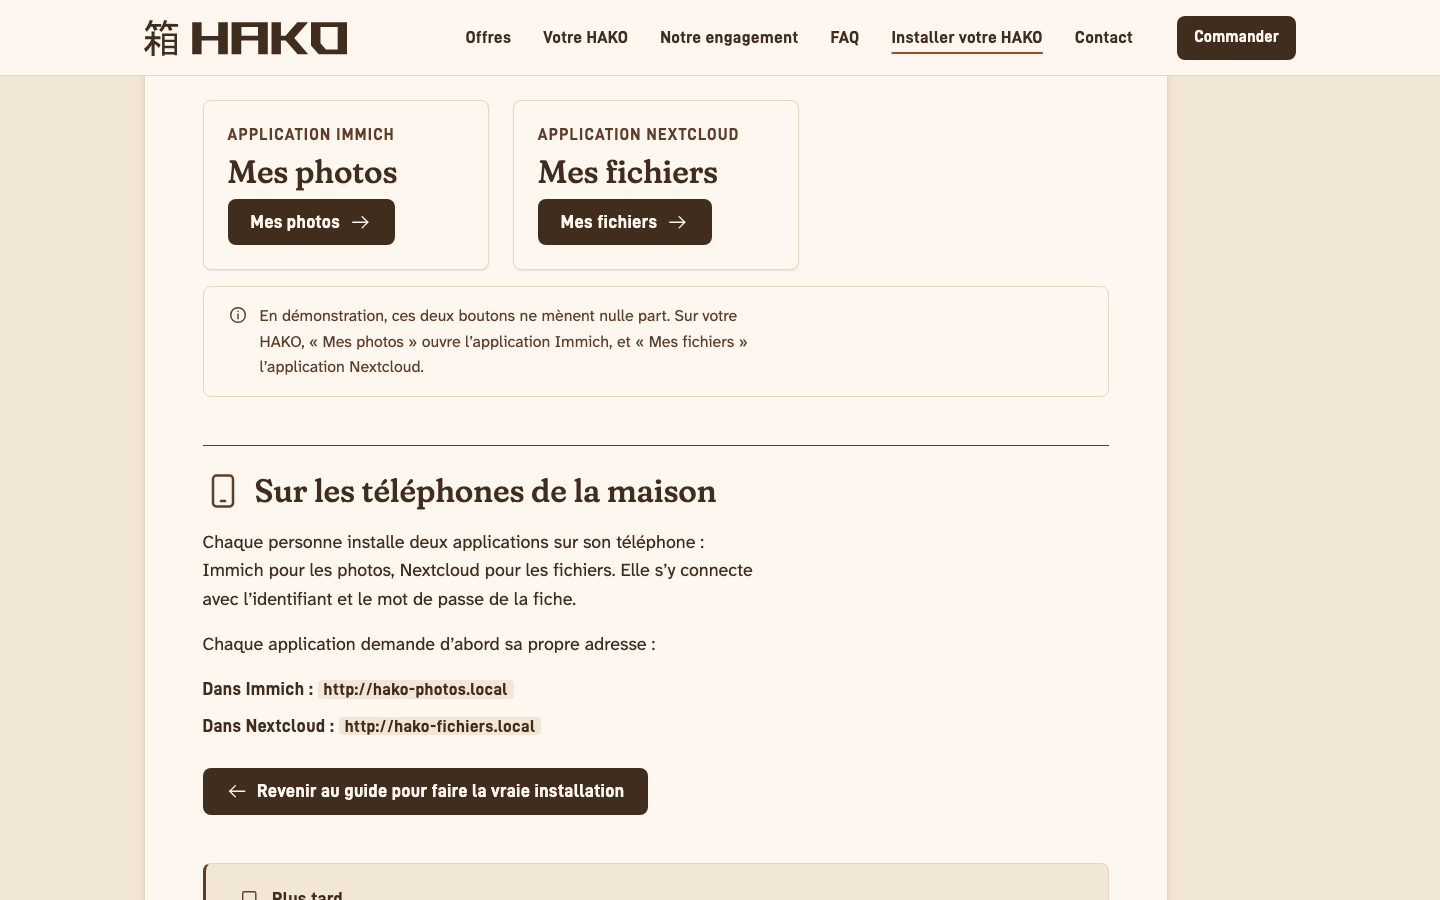 箱 HAKO
Offres
Votre HAKO
Notre engagement
FAQ
Installer votre HAKO
Contact
Commander
APPLICATION IMMICH
Mes photos
Mes photos →
APPLICATION NEXTCLOUD
Mes fichiers
Mes fichiers →
En démonstration, ces deux boutons ne mènent nulle part. Sur votre
HAKO, « Mes photos » ouvre l’application Immich, et « Mes fichiers »
l’application Nextcloud.
Sur les téléphones de la maison
Chaque personne installe deux applications sur son téléphone :
Immich pour les photos, Nextcloud pour les fichiers. Elle s’y connecte
avec l’identifiant et le mot de passe de la fiche.
Chaque application demande d’abord sa propre adresse :
Dans Immich : http://hako-photos.local
Dans Nextcloud : http://hako-fichiers.local
← Revenir au guide pour faire la vraie installation
Plus tard